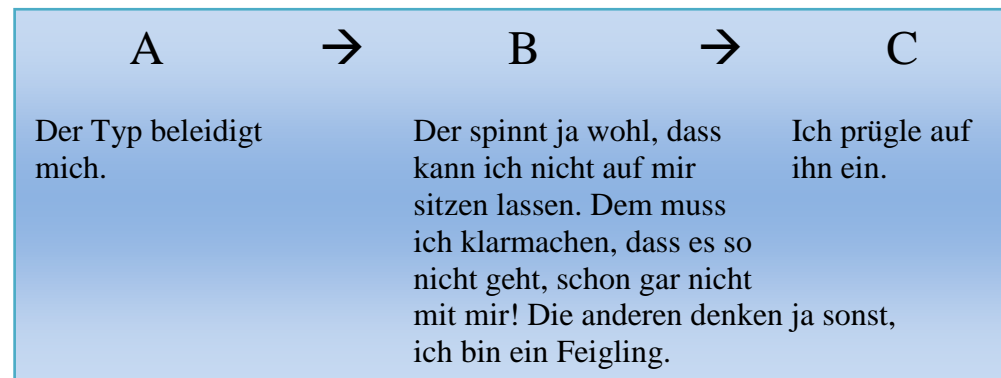 A → B → C
Der Typ beleidigt
mich.
Der spinnt ja wohl, dass
kann ich nicht auf mir
sitzen lassen. Dem muss
ich klarmachen, dass es so
nicht geht, schon gar nicht
mit mir! Die anderen denken ja sonst,
ich bin ein Feigling.
Ich prügle auf
ihn ein.